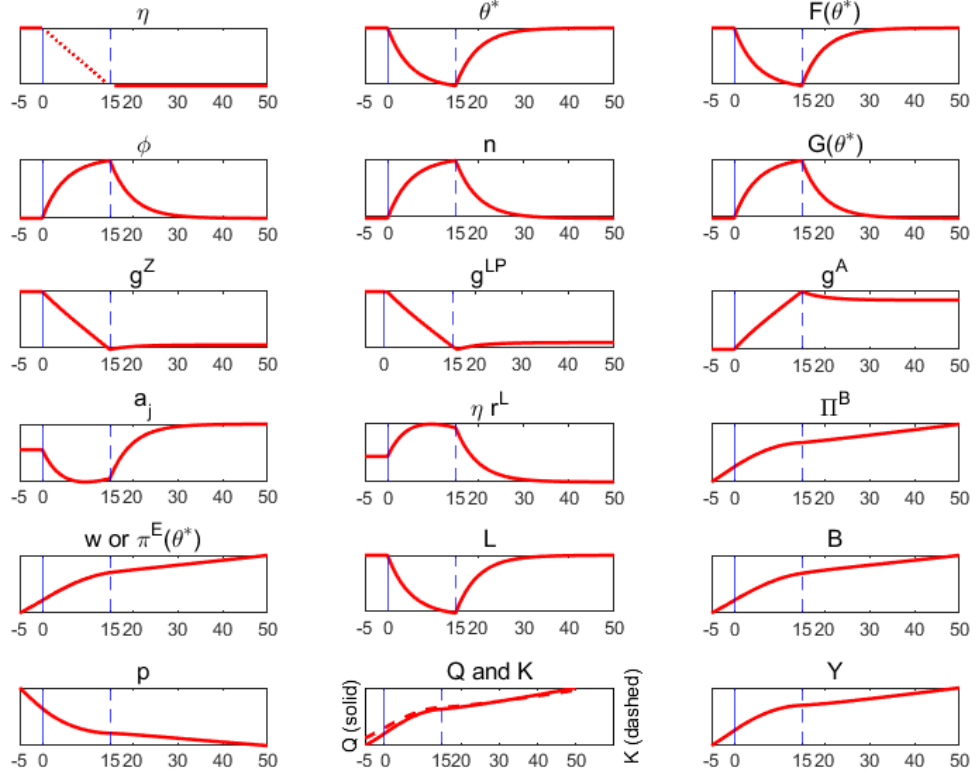 η θ* F(θ*)
-5 0 15 20 30 40 50 -5 0 15 20 30 40 50 -5 0 15 20 30 40 50
ϕ n G(θ*)
-5 0 15 20 30 40 50 -5 0 15 20 30 40 50 -5 0 15 20 30 40 50
g^Z g^LP g^A
-5 0 15 20 30 40 50 0 15 20 30 40 50 -5 0 15 20 30 40 50
a_j η r^L Π^B
-5 0 15 20 30 40 50 -5 0 15 20 30 40 50 -5 0 15 20 30 40 50
w or π^E(θ*) L B
-5 0 15 20 30 40 50 -5 0 15 20 30 40 50 -5 0 15 20 30 40 50
p Q and K Y
Q (solid) K (dashed)
-5 0 15 20 30 40 50 -5 0 15 20 30 40 50 60 -5 0 15 20 30 40 50